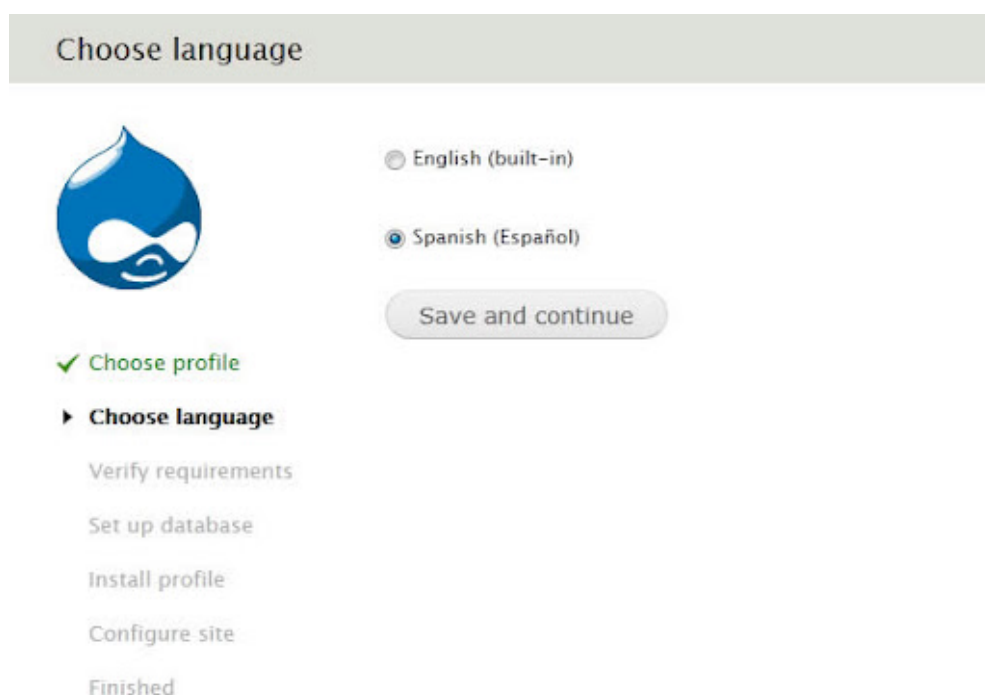 Choose language
English (built-in)
Spanish (Español)
Save and continue
Choose profile
Choose language
Verify requirements
Set up database
Install profile
Configure site
Finished